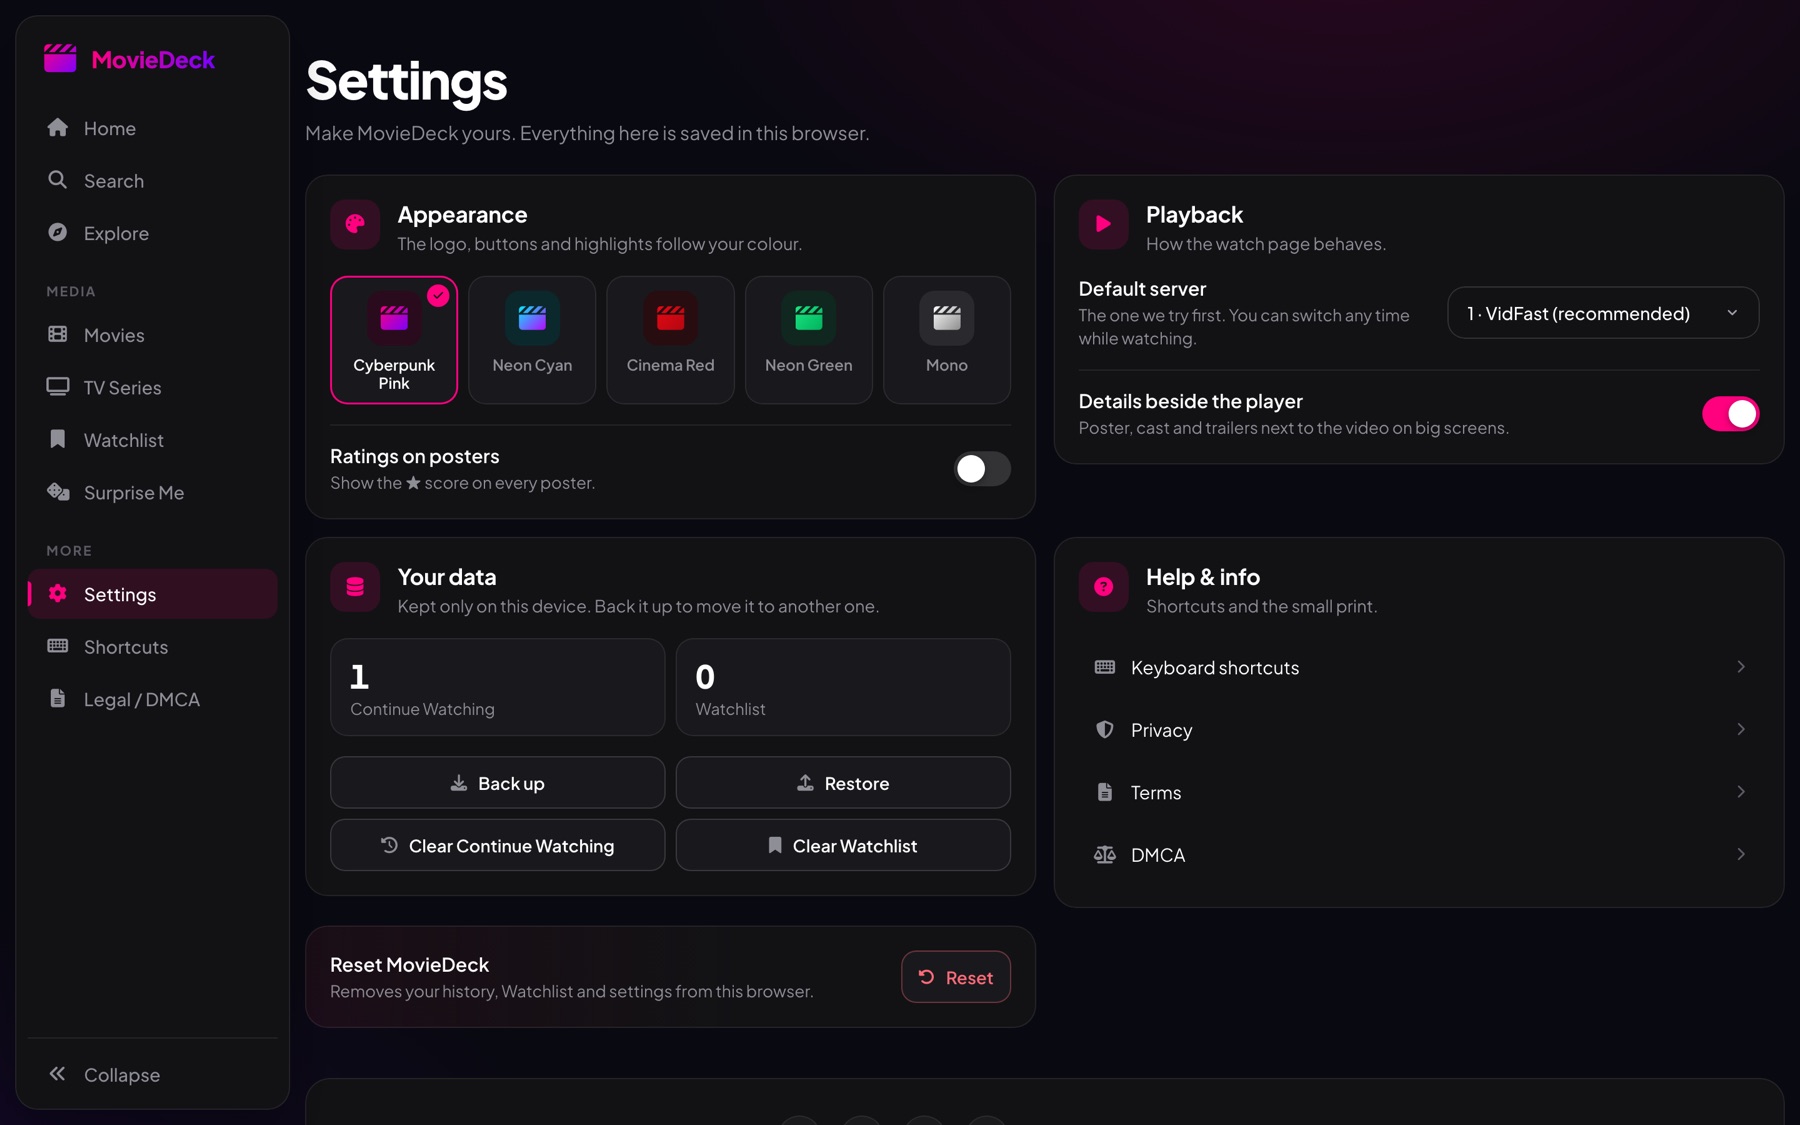 MovieDeck
Home
Search
Explore
MEDIA
Movies
TV Series
Watchlist
Surprise Me
MORE
Settings
Shortcuts
Legal / DMCA
Collapse
Settings
Make MovieDeck yours. Everything here is saved in this browser.
Appearance
The logo, buttons and highlights follow your colour.
Cyberpunk
Pink
Neon Cyan
Cinema Red
Neon Green
Mono
Ratings on posters
Show the ★ score on every poster.
Playback
How the watch page behaves.
Default server
The one we try first. You can switch any time
while watching.
1 · VidFast (recommended)
Details beside the player
Poster, cast and trailers next to the video on big screens.
Your data
Kept only on this device. Back it up to move it to another one.
1
Continue Watching
0
Watchlist
Back up
Restore
Clear Continue Watching
Clear Watchlist
Help & info
Shortcuts and the small print.
Keyboard shortcuts
Privacy
Terms
DMCA
Reset MovieDeck
Removes your history, Watchlist and settings from this browser.
Reset